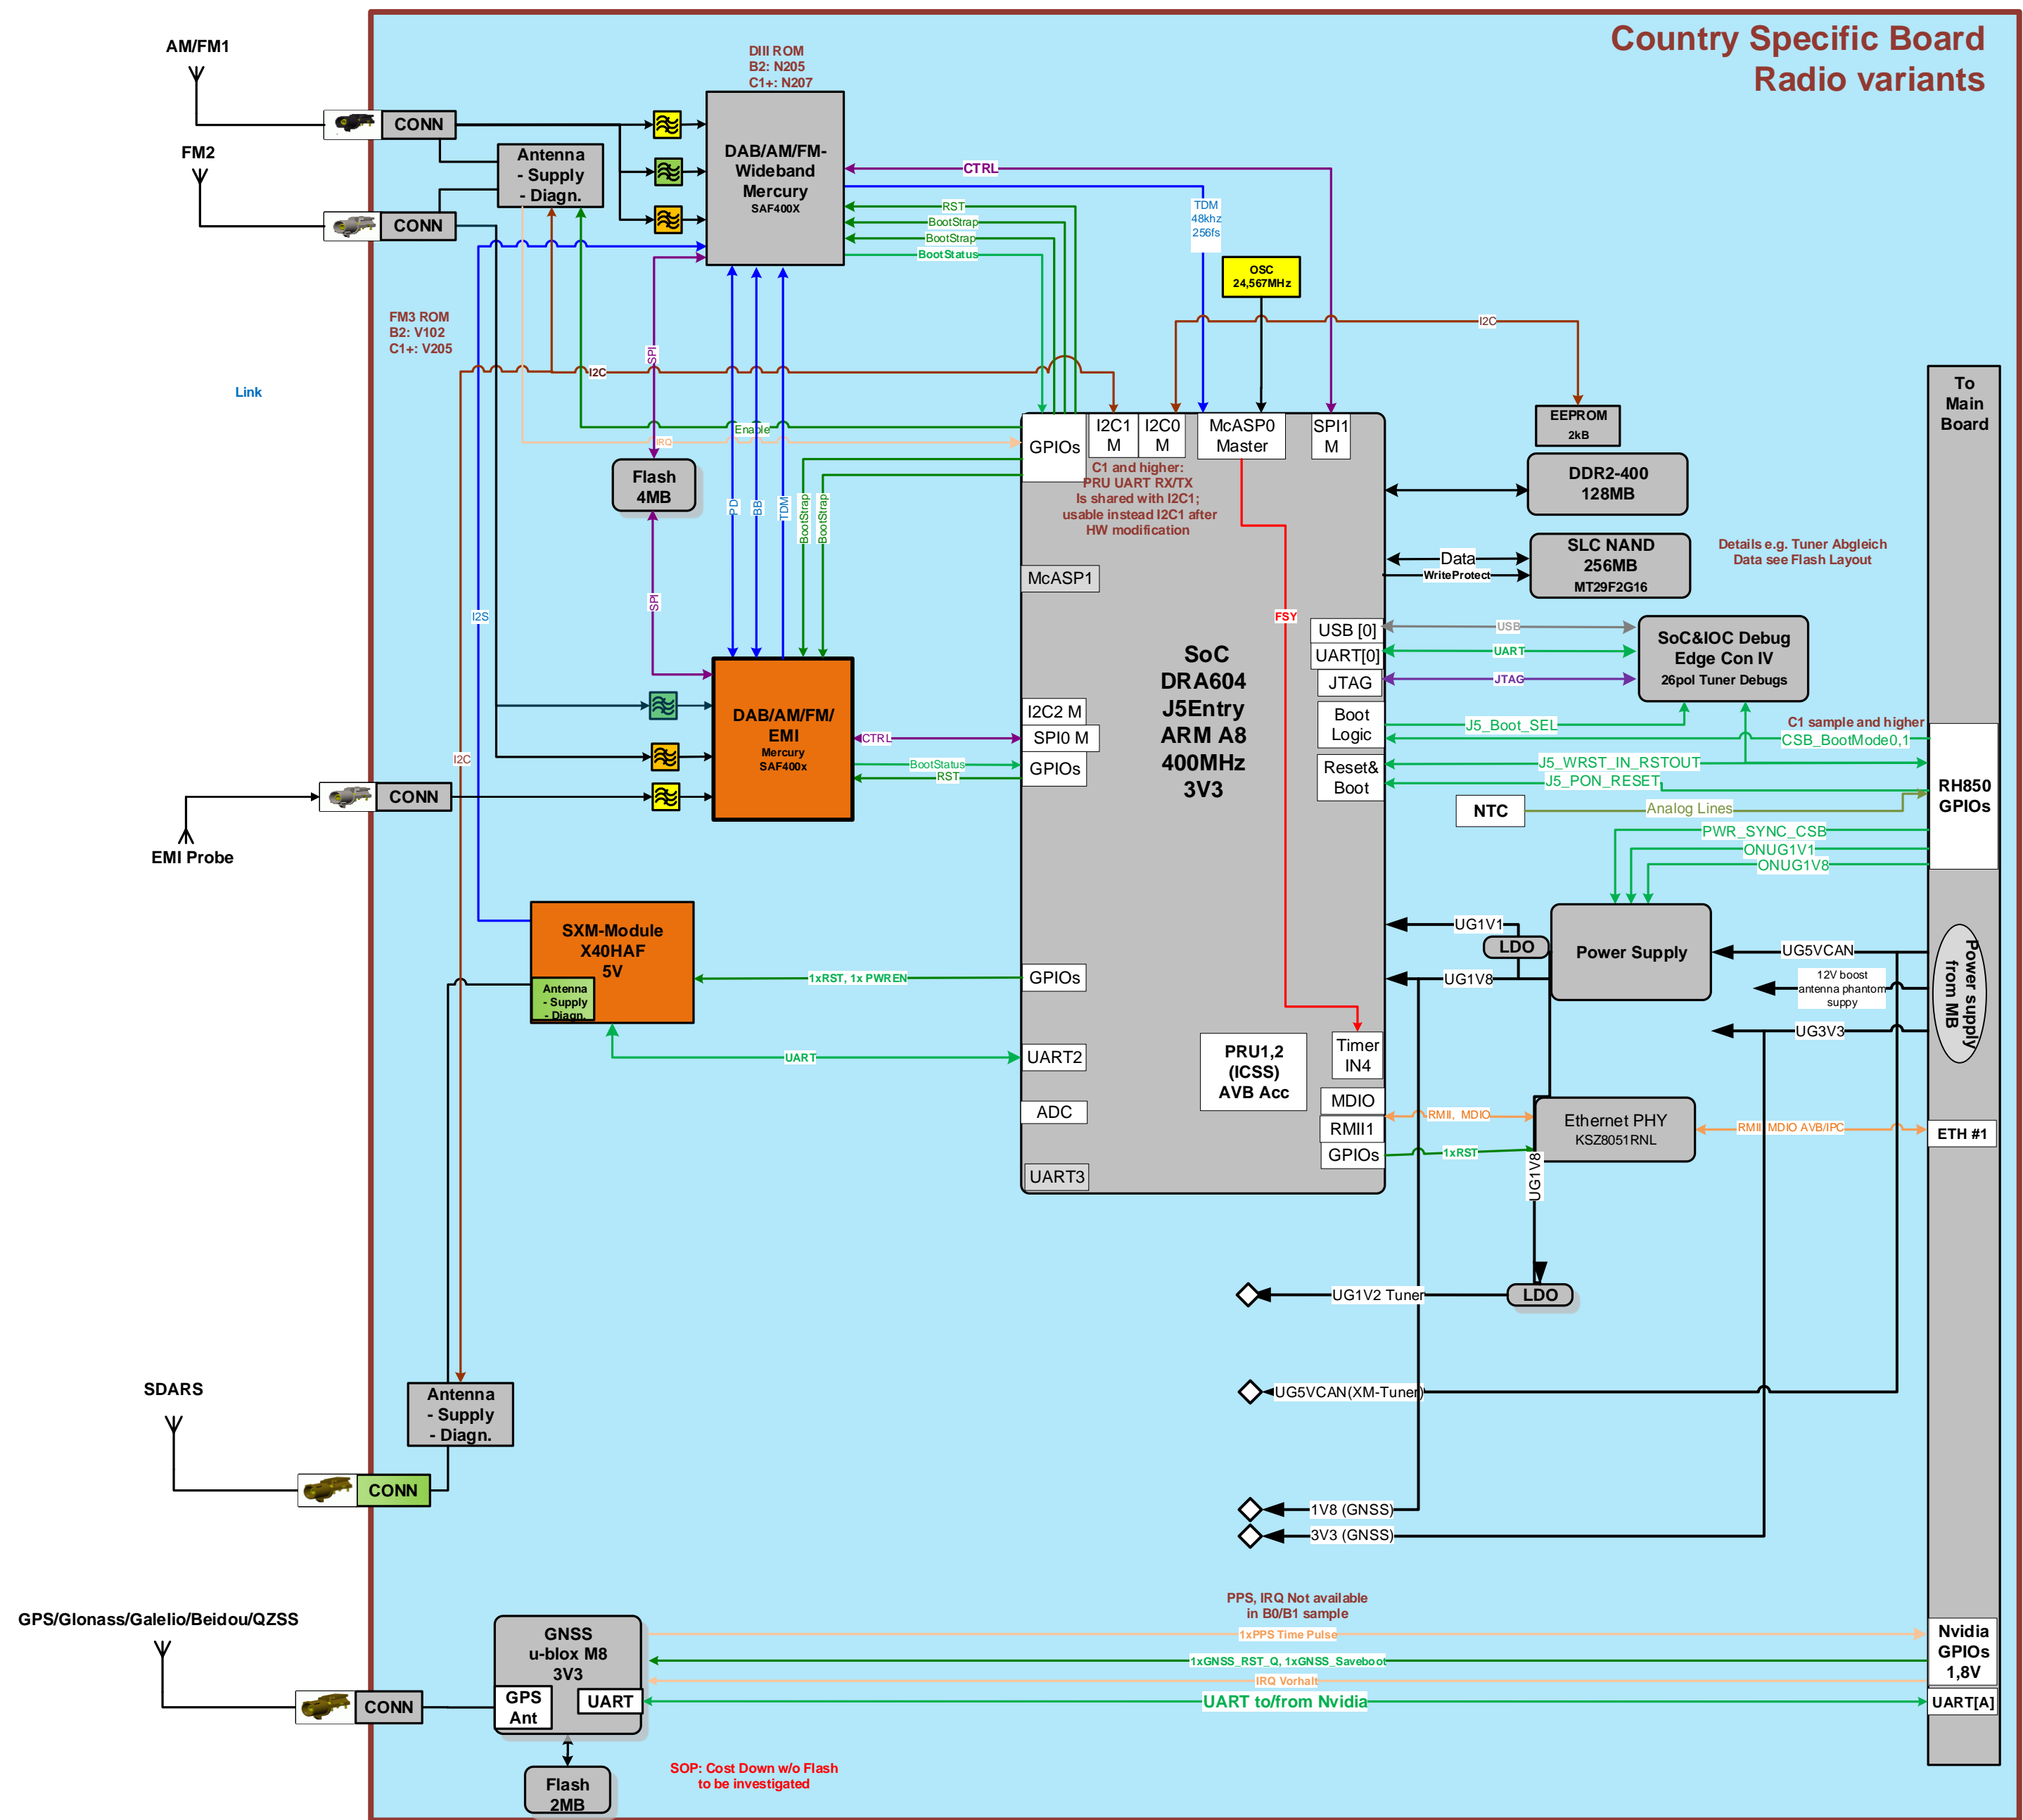 Country Specific Board
Radio variants
AM/FM1
FM2
CONN
CONN
Antenna
- Supply
- Diagn.
DIII ROM
B2: N205
C1+: N207
DAB/AM/FM-
Wideband
Mercury
SAF400X
CTRL
RST
BootStrap
BootStrap
BootStatus
TDM
48khz
256fs
OSC
24,567MHz
I2C
FM3 ROM
B2: V102
C1+: V205
Link
SPI
I2C
Enable
IRQ
Flash
4MB
PD
BB
TDM
BootStrap
BootStrap
SPI
I2S
I2C
GPIOs
I2C1
M
I2C0
M
McASP0
Master
SPI1
M
C1 and higher:
PRU UART RX/TX
Is shared with I2C1;
usable instead I2C1 after
HW modification
McASP1
FSY
SoC
DRA604
J5Entry
ARM A8
400MHz
3V3
USB [0]
UART[0]
JTAG
Boot
Logic
Reset&
Boot
I2C2 M
SPI0 M
GPIOs
GPIOs
UART2
ADC
UART3
PRU1,2
(ICSS)
AVB Acc
Timer
IN4
MDIO
RMII1
GPIOs
EEPROM
2kB
DDR2-400
128MB
SLC NAND
256MB
MT29F2G16
Data
WriteProtect
Details e.g. Tuner Abgleich
Data see Flash Layout
USB
UART
JTAG
SoC&IOC Debug
Edge Con IV
26pol Tuner Debugs
J5_Boot_SEL
C1 sample and higher
CSB_BootMode0,1
J5_WRST_IN_RSTOUT
J5_PON_RESET
NTC
Analog Lines
PWR_SYNC_CSB
ONUG1V1
ONUG1V8
To
Main
Board
RH850
GPIOs
DAB/AM/FM/
EMI
Mercury
SAF400x
CTRL
BootStatus
RST
CONN
EMI Probe
SXM-Module
X40HAF
5V
Antenna
- Supply
- Diagn.
1xRST, 1x PWREN
UART
UG1V1
LDO
UG1V8
Power Supply
UG5VCAN
12V boost
antenna phantom
suppy
UG3V3
Power supply
from MB
RMII, MDIO
1xRST
Ethernet PHY
KSZ8051RNL
RMII MDIO AVB/IPC
ETH #1
UG1V8
LDO
UG1V2 Tuner
UG5VCAN(XM-Tuner)
1V8 (GNSS)
3V3 (GNSS)
SDARS
Antenna
- Supply
- Diagn.
CONN
GPS/Glonass/Galelio/Beidou/QZSS
CONN
GNSS
u-blox M8
3V3
GPS
Ant
UART
Flash
2MB
SOP: Cost Down w/o Flash
to be investigated
PPS, IRQ Not available
in B0/B1 sample
1xPPS Time Pulse
1xGNSS_RST_Q, 1xGNSS_Saveboot
IRQ Vorhalt
UART to/from Nvidia
Nvidia
GPIOs
1,8V
UART[A]